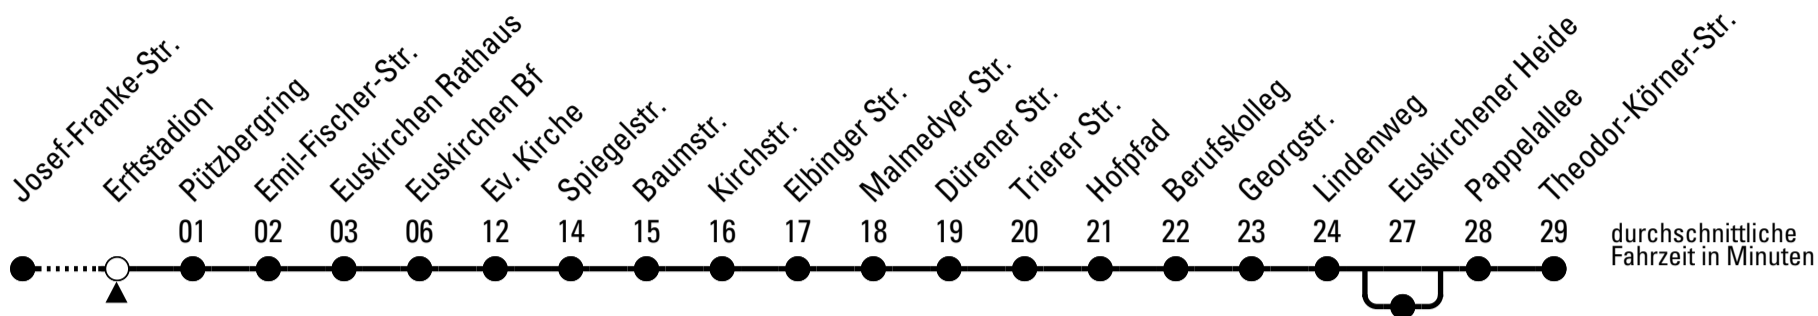 Josef-Franke-Str.
Erftstadion
Pützbergring
Emil-Fischer-Str.
Euskirchen Rathaus
Euskirchen Bf
Ev. Kirche
Spiegelstr.
Baumstr.
Kirchstr.
Elbinger Str.
Malmedyer Str.
Dürener Str.
Trierer Str.
Hofpfad
Berufskolleg
Georgstr.
Lindenweg
Euskirchener Heide
Pappelallee
Theodor-Körner-Str.
01 02 03 06 12 14 15 16 17 18 19 20 21 22 23 24 27 28 29
durchschnittliche
Fahrzeit in Minuten